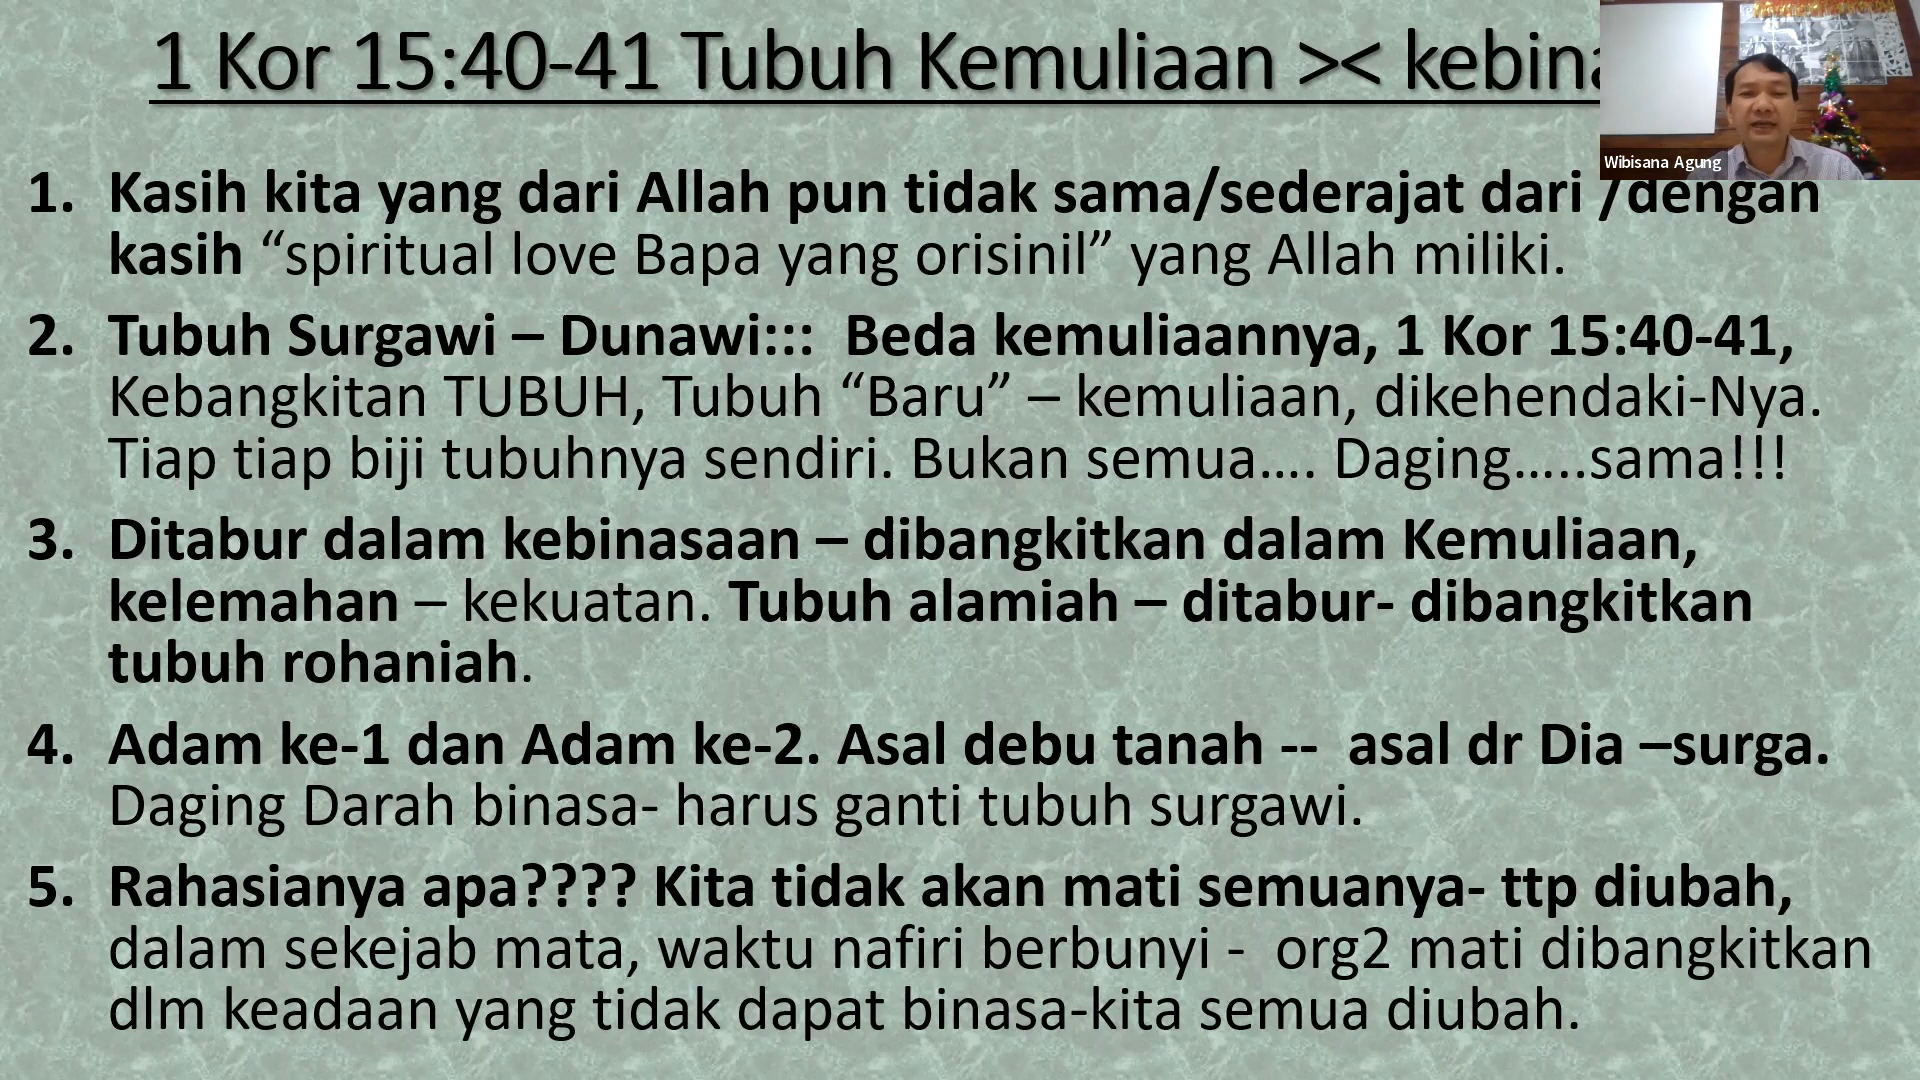 1 Kor 15:40-41 Tubuh Kemuliaan >< 
Wibisana Agung
1. Kasih kita yang dari Allah pun tidak sama/sederajat dari /dengan
kasih “spiritual love Bapa yang orisinil” yang Allah miliki.
2. Tubuh Surgawi – Dunawi::: Beda kemuliaannya, 1 Kor 15:40-41,
Kebangkitan TUBUH, Tubuh “Baru” – kemuliaan, dikehendaki-Nya.
Tiap tiap biji tubuhnya sendiri. Bukan semua…. Daging…..sama!!!
3. Ditabur dalam kebinasaan – dibangkitkan dalam Kemuliaan,
kelemahan – kekuatan. Tubuh alamiah – ditabur- dibangkitkan
tubuh rohaniah.
4. Adam ke-1 dan Adam ke-2. Asal debu tanah -- asal dr Dia –surga.
Daging Darah binasa- harus ganti tubuh surgawi.
5. Rahasianya apa???? Kita tidak akan mati semuanya- ttp diubah,
dalam sekejab mata, waktu nafiri berbunyi - org2 mati dibangkitkan
dlm keadaan yang tidak dapat binasa-kita semua diubah.